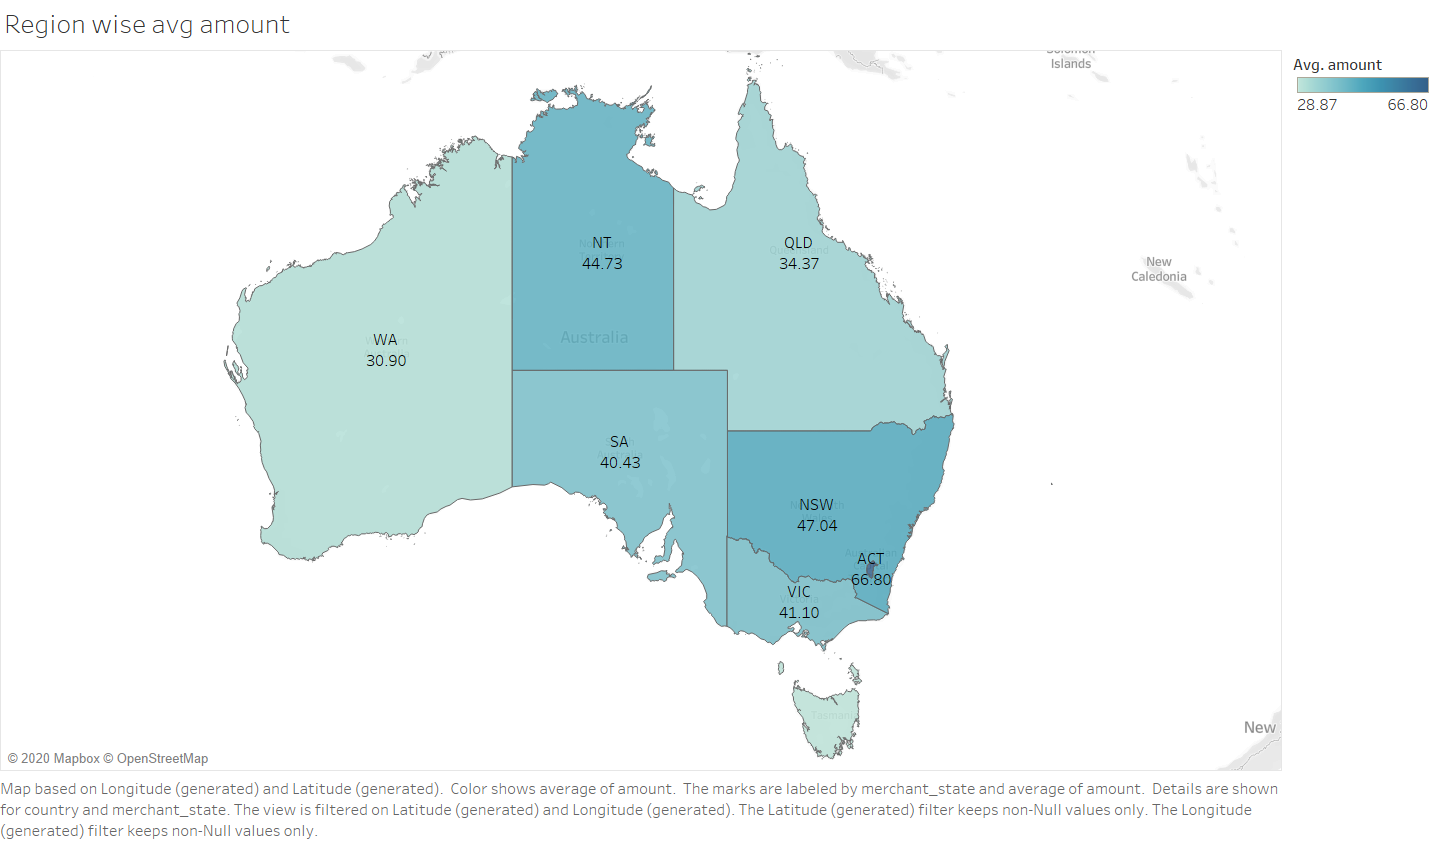 Region wise avg amount
Solomon
Islands
Avg. amount
28.87 66.80
NT
44.73
QLD
34.37
New
Caledonia
Australia
WA
30.90
SA
40.43
NSW
47.04
ACT
66.80
VIC
41.10
Tasmania
New
© 2020 Mapbox © OpenStreetMap
Map based on Longitude (generated) and Latitude (generated).  Color shows average of amount.  The marks are labeled by merchant_state and average of amount.  Details are shown
for country and merchant_state. The view is filtered on Latitude (generated) and Longitude (generated). The Latitude (generated) filter keeps non-Null values only. The Longitude
(generated) filter keeps non-Null values only.